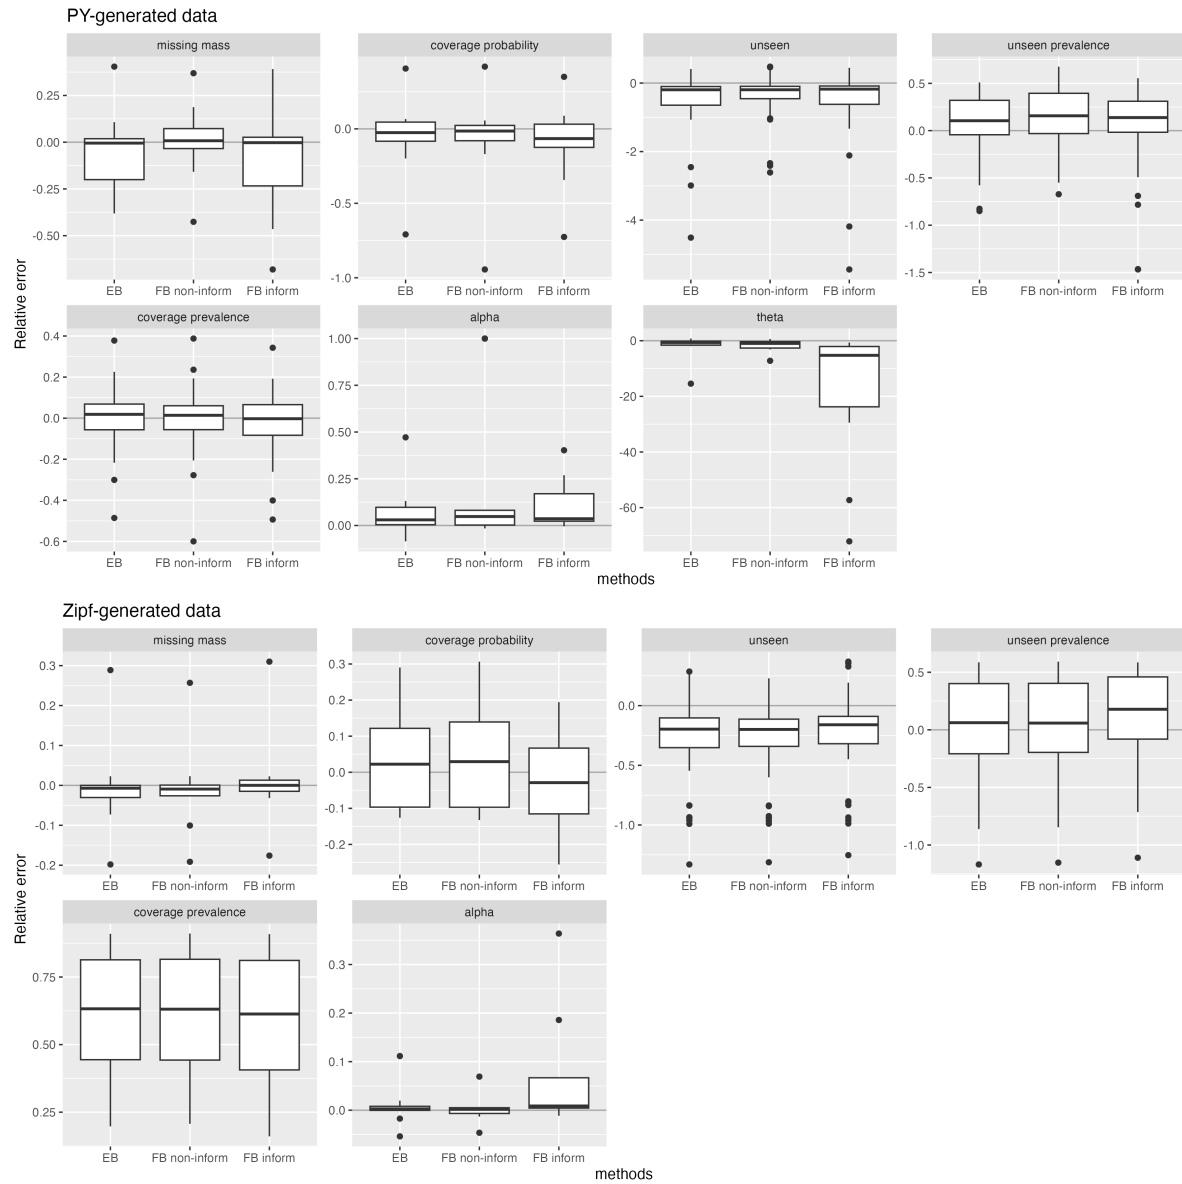 PY-generated data
missing mass
coverage probability
unseen
unseen prevalence
0.25
0.00
-0.25
-0.50
0.0
-0.5
-1.0
0
-2
-4
0.5
0.0
-0.5
-1.0
-1.5
EB FB non-inform FB inform
EB FB non-inform FB inform
EB FB non-inform FB inform
EB FB non-inform FB inform
Relative error
coverage prevalence
alpha
theta
0.4
0.2
0.0
-0.2
-0.4
-0.6
1.00
0.75
0.50
0.25
0.00
0
-20
-40
-60
EB FB non-inform FB inform
EB FB non-inform FB inform
EB FB non-inform FB inform
methods
Zipf-generated data
missing mass
coverage probability
unseen
unseen prevalence
0.3
0.2
0.1
0.0
-0.1
-0.2
0.3
0.2
0.1
0.0
-0.1
-0.2
0.0
-0.5
-1.0
0.5
0.0
-0.5
-1.0
EB FB non-inform FB inform
EB FB non-inform FB inform
EB FB non-inform FB inform
EB FB non-inform FB inform
Relative error
coverage prevalence
alpha
0.75
0.50
0.25
0.3
0.2
0.1
0.0
EB FB non-inform FB inform
EB FB non-inform FB inform
methods